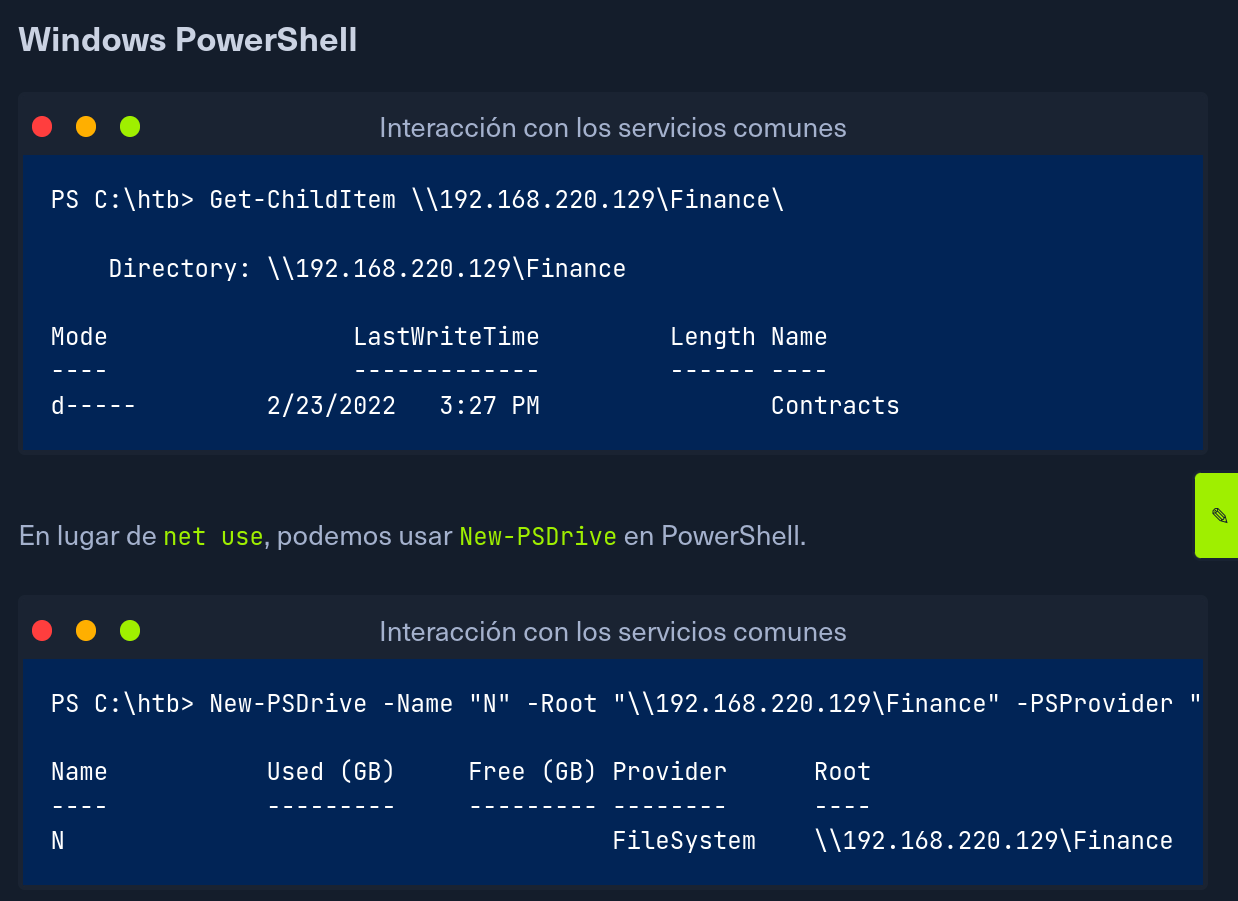 Windows PowerShell
Interacción con los servicios comunes
PS C:\htb> Get-ChildItem \\192.168.220.129\Finance\
Directory: \\192.168.220.129\Finance
Mode                 LastWriteTime         Length Name
----                 -------------         ------ ----
d-----         2/23/2022   3:27 PM                Contracts
En lugar de net use, podemos usar New-PSDrive en PowerShell.
Interacción con los servicios comunes
PS C:\htb> New-PSDrive -Name "N" -Root "\\192.168.220.129\Finance" -PSProvider "
Name           Used (GB)     Free (GB) Provider      Root
----           ---------     --------- --------      ----
N                                      FileSystem    \\192.168.220.129\Finance